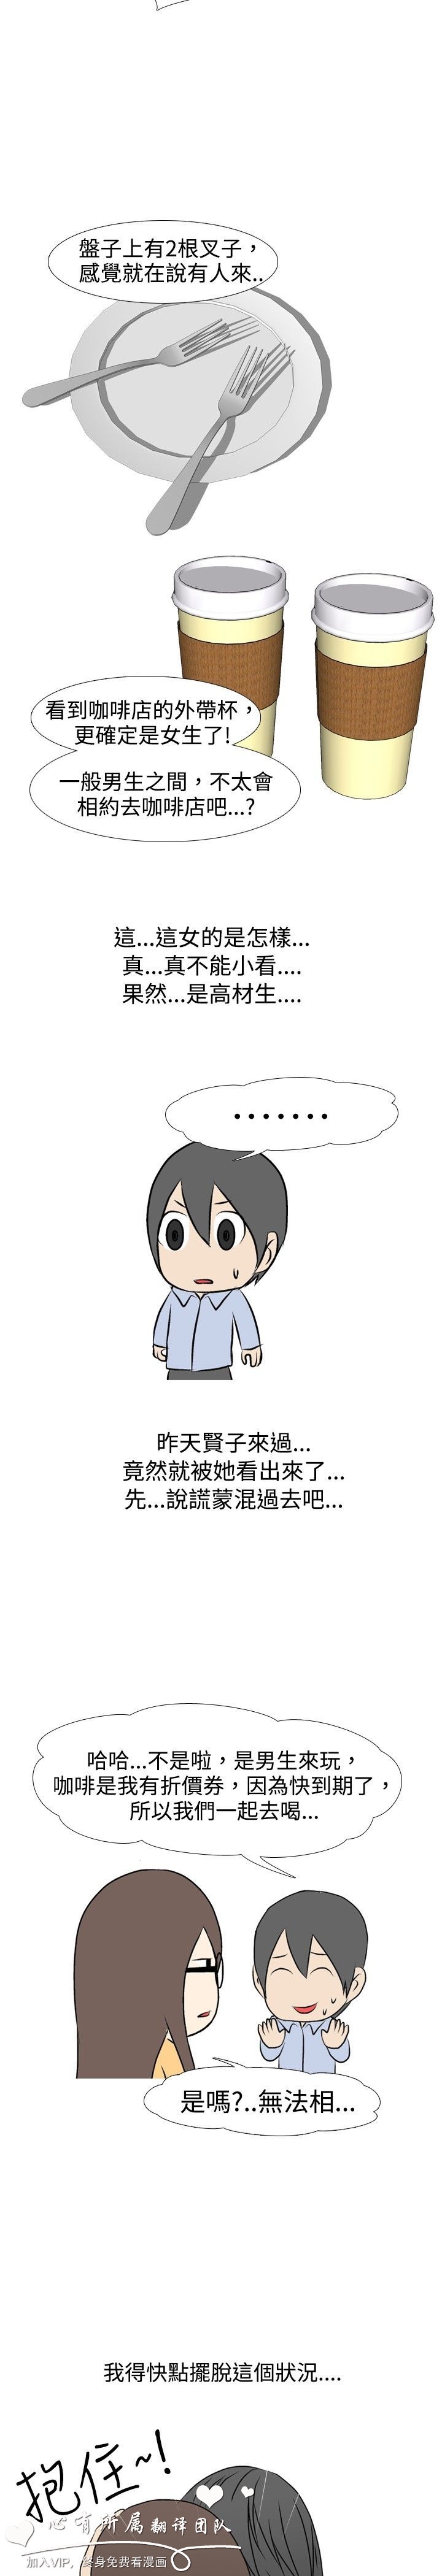 盤子上有2根叉子，
感覺就在說有人來..
看到咖啡店的外帶杯，
更確定是女生了!
一般男生之間，不太會
相約去咖啡店吧...?
這...這女的是怎樣...
真...真不能小看....
果然...是高材生....
.......
昨天賢子來過...
竟然就被她看出來了...
先...說謊蒙混過去吧...
哈哈...不是啦，是男生來玩，
咖啡是我有折價券，因為快到期了，
所以我們一起去喝...
是嗎?..無法相...
我得快點擺脫這個狀況....
抱住~!
心有所属翻译团队
加入VIP，终身免费看漫画